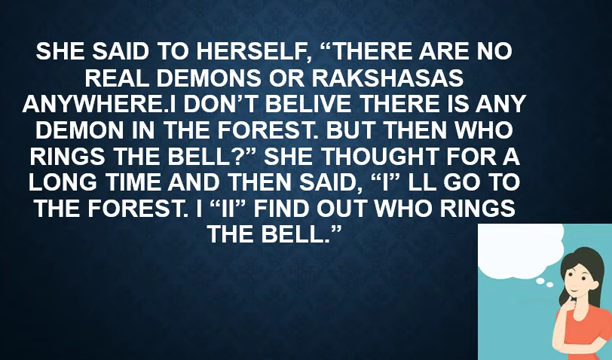 SHE SAID TO HERSELF, “THERE ARE NO
REAL DEMONS OR RAKSHASAS
ANYWHERE.I DON’T BELIVE THERE IS ANY
DEMON IN THE FOREST. BUT THEN WHO
RINGS THE BELL?” SHE THOUGHT FOR A
LONG TIME AND THEN SAID, “I” LL GO TO
THE FOREST. I “II” FIND OUT WHO RINGS
THE BELL.”